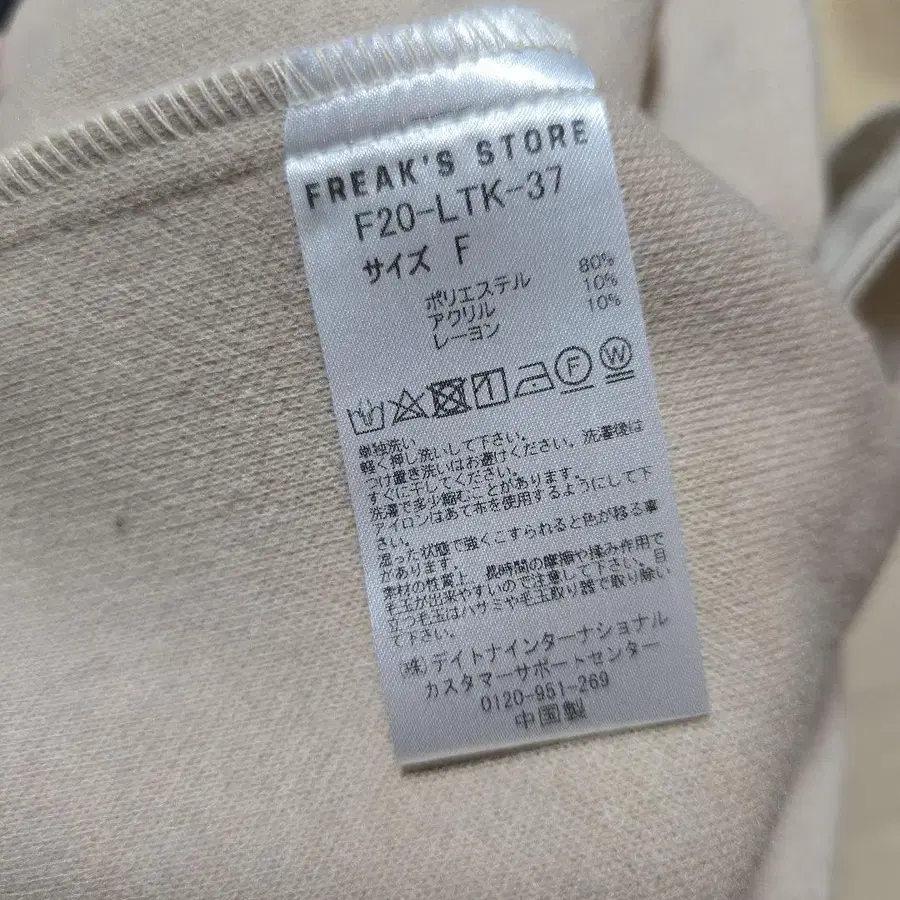 FREAK'S STORE
F20-LTK-37
サイズ F
ポリエステル 80%
アクリル 10%
レーヨン 10%
F W
単独洗い
軽く押し洗いして下さい。
つけ置き洗いはお避けください。洗濯後は
すぐに干してください。
洗濯で多少縮むことがあります。
アイロンはあて布を使用するようにして下
さい。
湿った状態で強くこすられると色が移る事
があります。
素材の性質上、長時間の摩擦や揉み作用で
毛玉が出来やすいので注意して下さい。目
立つ毛玉はハサミや毛玉取り器で取り除い
て下さい。
(株)デイトナインターナショナル
カスタマーサポートセンター
0120-951-269
中国製